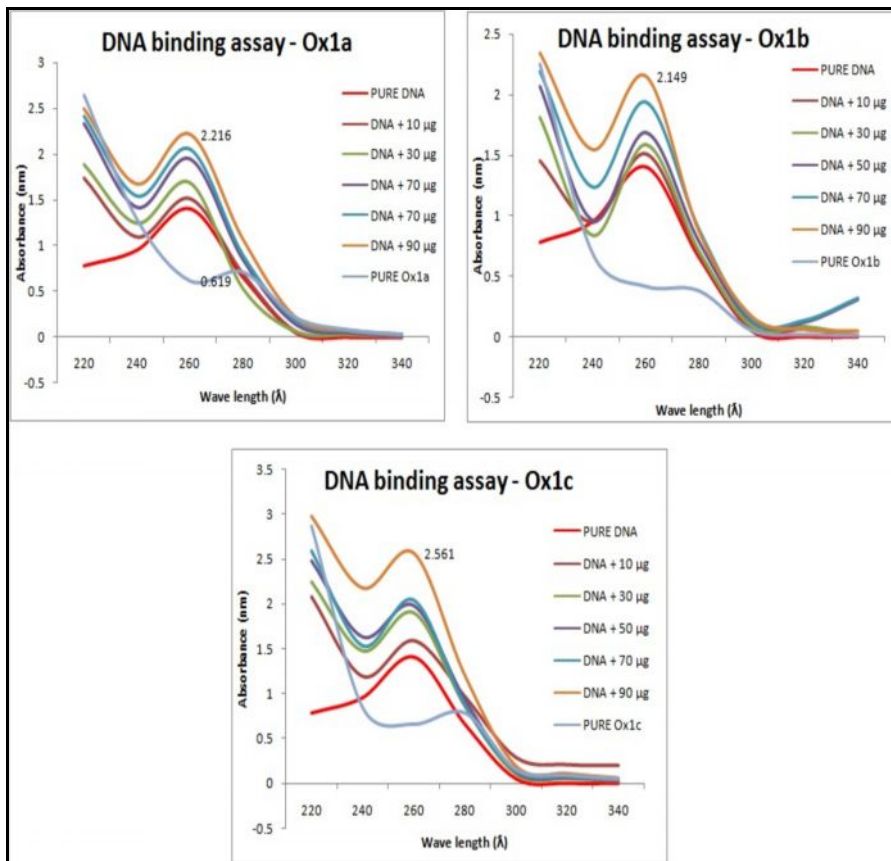 DNA binding assay - Ox1a
3
2.5
2
1.5
1
0.5
0
-0.5
Absorbance (nm)
2.216
0.619
PURE DNA
DNA + 10 µg
DNA + 30 µg
DNA + 70 µg
DNA + 70 µg
DNA + 90 µg
PURE Ox1a
220 240 260 280 300 320 340
Wave length (Å)
DNA binding assay - Ox1b
2.5
2
1.5
1
0.5
0
-0.5
Absorbance (nm)
2.149
PURE DNA
DNA + 10 µg
DNA + 30 µg
DNA + 50 µg
DNA + 70 µg
DNA + 90 µg
PURE Ox1b
220 240 260 280 300 320 340
Wave length (Å)
DNA binding assay - Ox1c
3.5
3
2.5
2
1.5
1
0.5
0
-0.5
Absorbance (nm)
2.561
PURE DNA
DNA + 10 µg
DNA + 30 µg
DNA + 50 µg
DNA + 70 µg
DNA + 90 µg
PURE Ox1c
220 240 260 280 300 320 340
Wave length (Å)